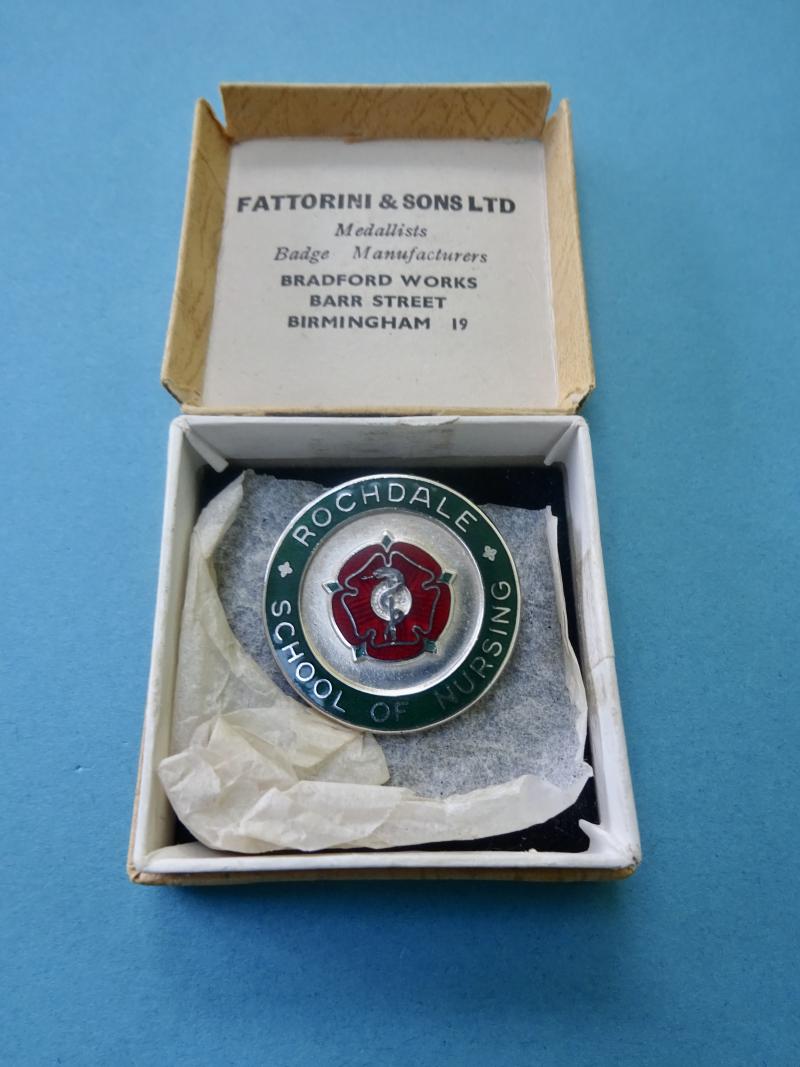 FATTORINI & SONS LTD
Medallists
Badge Manufacturers
BRADFORD WORKS
BARR STREET
BIRMINGHAM 19
ROCHDALE
SCHOOL OF NURSING